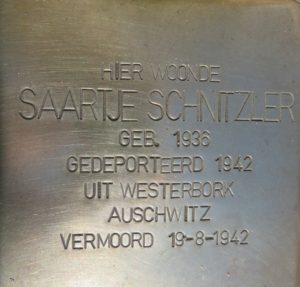 HIER WOONDE
SAARTJE SCHNITZLER
GEB. 1936
GEDEPORTEERD 1942
UIT WESTERBORK
AUSCHWITZ
VERMOORD 19-8-1942